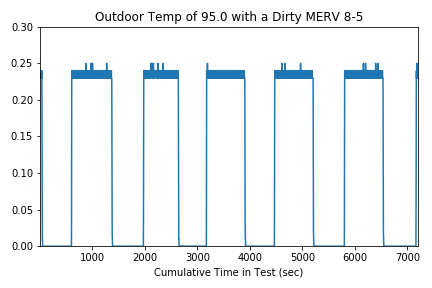 Outdoor Temp of 95.0 with a Dirty MERV 8-5
0.30
0.25
0.20
0.15
0.10
0.05
0.00
1000 2000 3000 4000 5000 6000 7000
Cumulative Time in Test (sec)